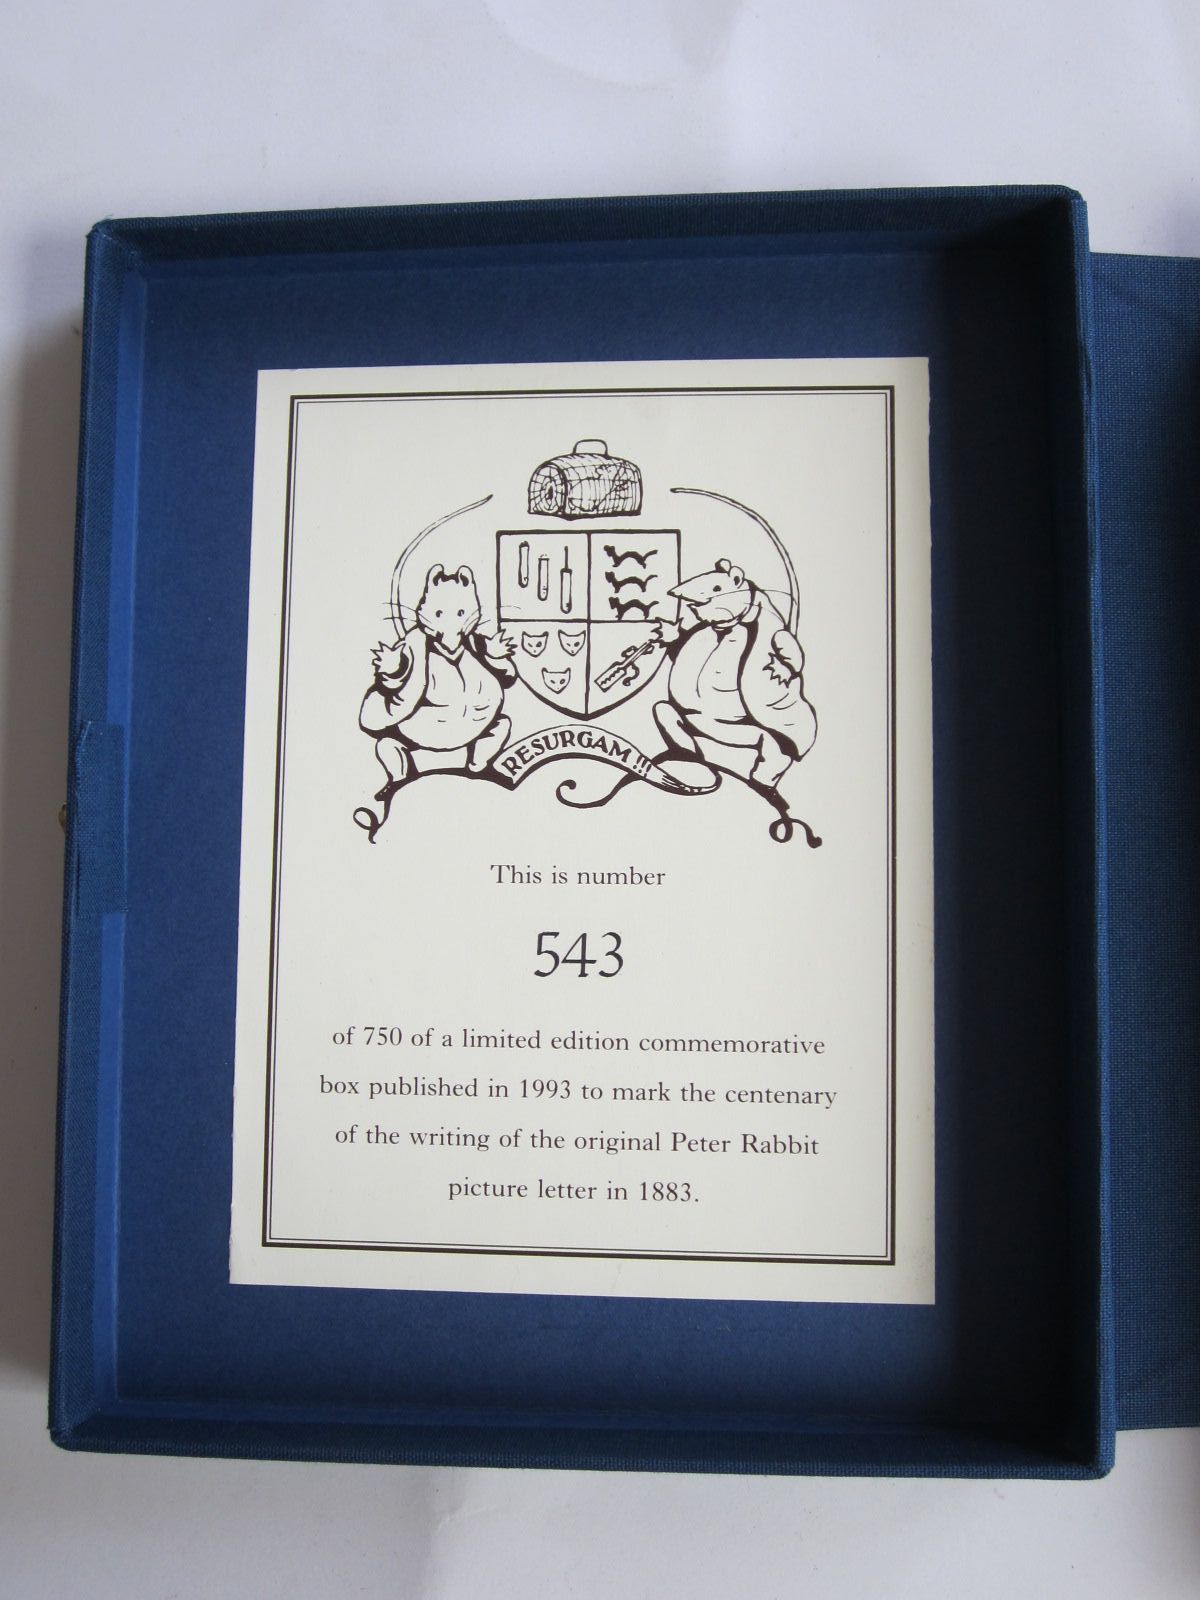 RESURGAM!!!
This is number
543
of 750 of a limited edition commemorative
box published in 1993 to mark the centenary
of the writing of the original Peter Rabbit
picture letter in 1883.